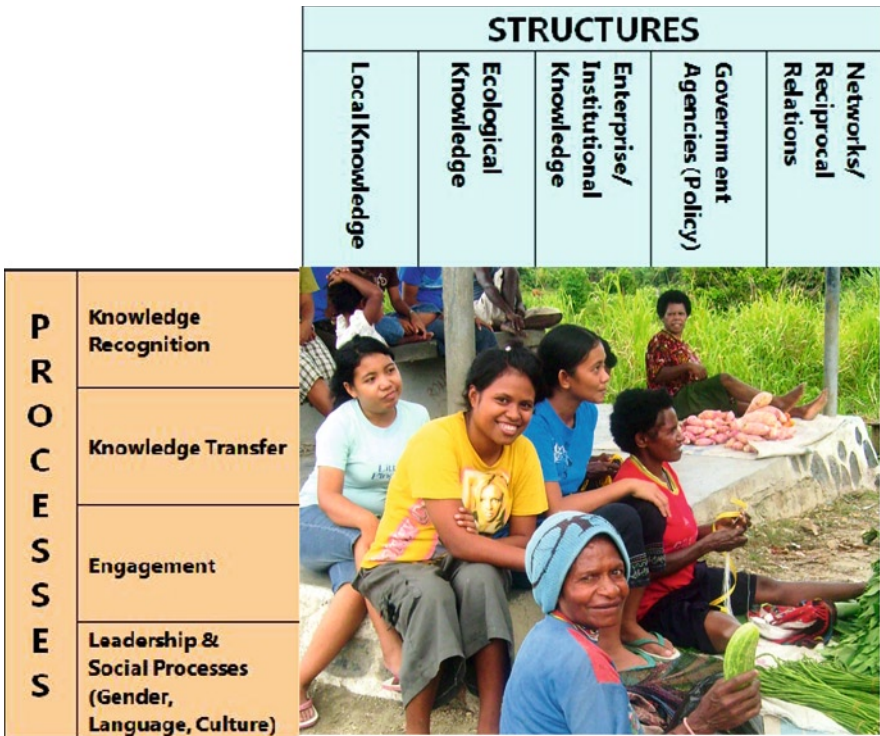 STRUCTURES
Local Knowledge
Ecological
Knowledge
Enterprise/
Institutional
Knowledge
Government
Agencies (Policy)
Networks/
Reciprocal
Relations
PROCESSES
Knowledge
Recognition
Knowledge Transfer
Engagement
Leadership &
Social Processes
(Gender,
Language, Culture)